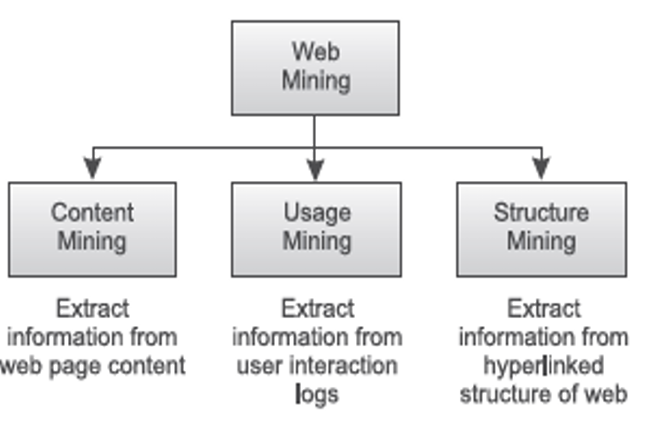 Web
Mining
Content
Mining
Usage
Mining
Structure
Mining
Extract
information from
web page content
Extract
information from
user interaction
logs
Extract
information from
hyperlinked
structure of web